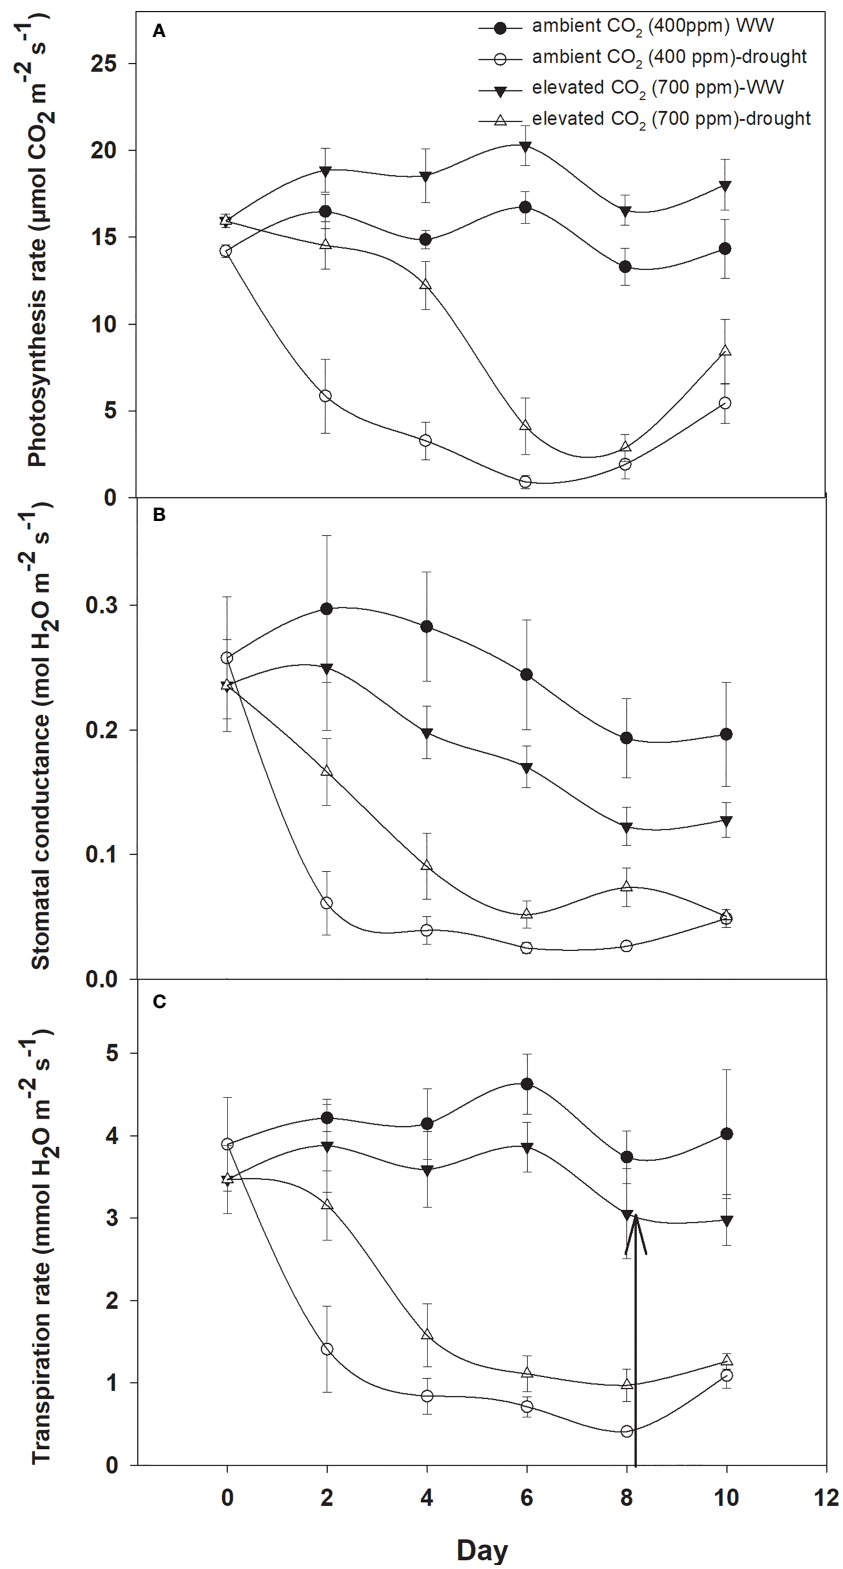 A
ambient CO2 (400ppm) WW
ambient CO2 (400 ppm)-drought
elevated CO2 (700 ppm)-WW
elevated CO2 (700 ppm)-drought
Photosynthesis rate (µmol CO2 m-2 s-1)
25
20
15
10
5
0
B
Stomatal conductance (mol H2O m-2 s-1)
0.3
0.2
0.1
0.0
C
Transpiration rate (mmol H2O m-2 s-1)
5
4
3
2
1
0
0 2 4 6 8 10 12
Day